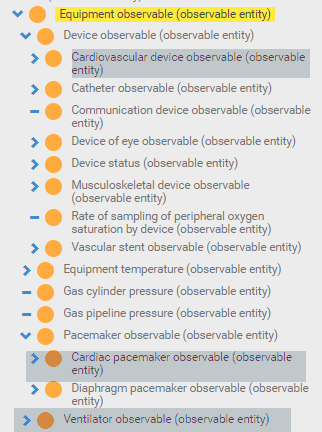 Equipment observable (observable entity)
Device observable (observable entity)
Cardiovascular device observable (observable
entity)
Catheter observable (observable entity)
Communication device observable (observable
entity)
Device of eye observable (observable entity)
Device status (observable entity)
Musculoskeletal device observable
(observable entity)
Rate of sampling of peripheral oxygen
saturation by device (observable entity)
Vascular stent observable (observable entity)
Equipment temperature (observable entity)
Gas cylinder pressure (observable entity)
Gas pipeline pressure (observable entity)
Pacemaker observable (observable entity)
Cardiac pacemaker observable (observable
entity)
Diaphragm pacemaker observable (observable
entity)
Ventilator observable (observable entity)